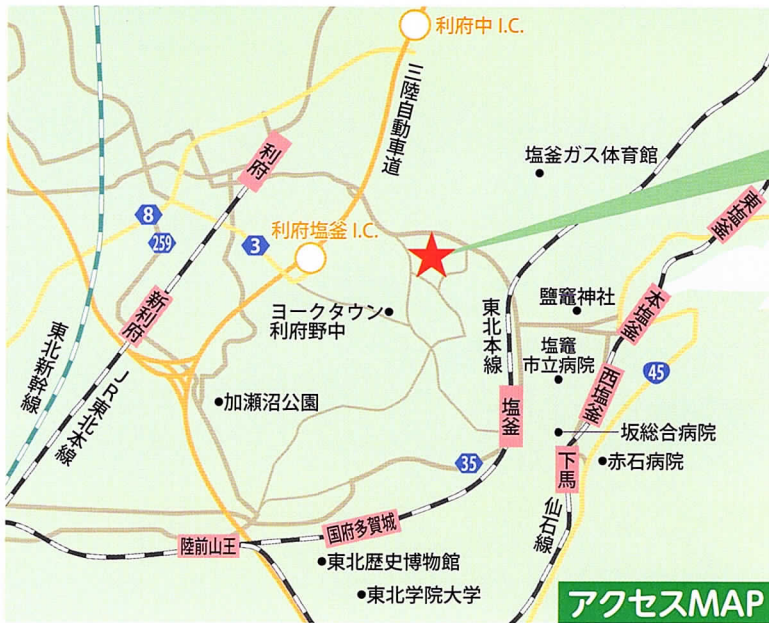 利府中 I.C.
三陸自動車道
塩釜ガス体育館
利府
東塩釜
8
259
3
利府塩釜 I.C.
新利府
ヨークタウン
利府野中
東北本線
鹽竈神社
本塩釜
塩竈
市立病院
西塩釜
45
東北新幹線
JR東北本線
加瀬沼公園
塩釜
坂総合病院
下馬
赤石病院
35
仙石線
国府多賀城
陸前山王
東北歴史博物館
東北学院大学
アクセスMAP